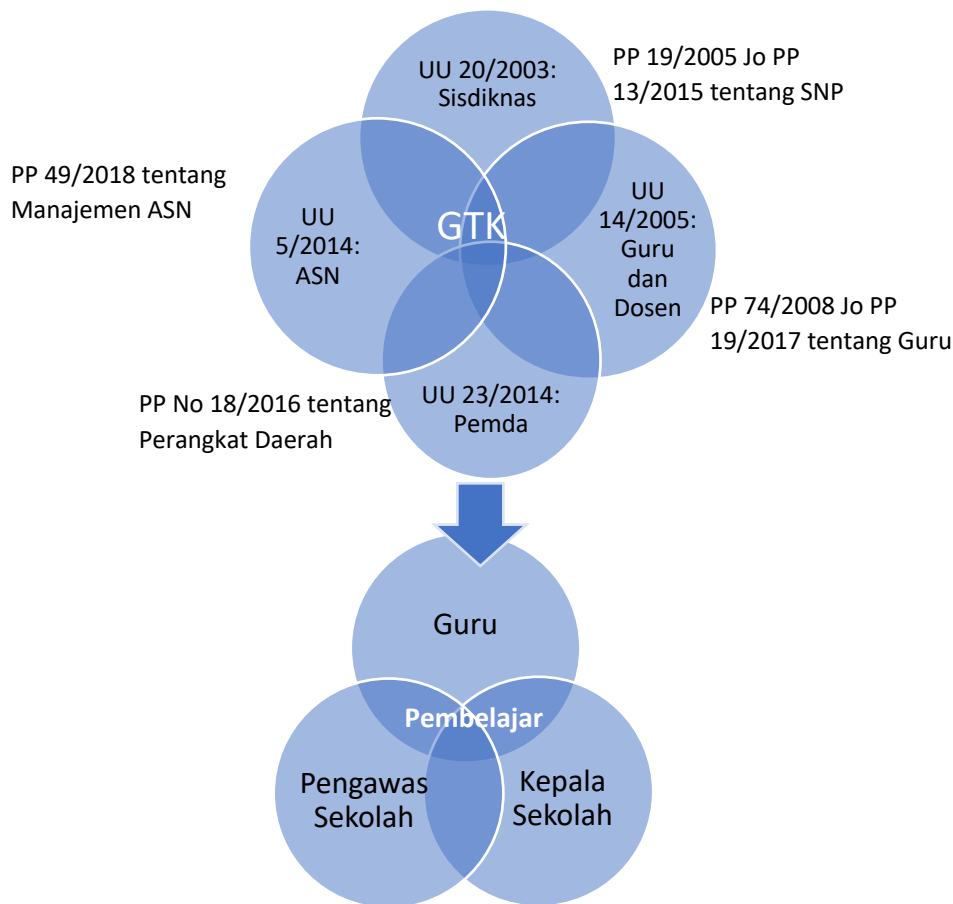 UU 20/2003:
Sisdiknas
PP 19/2005 Jo PP
13/2015 tentang SNP
PP 49/2018 tentang
Manajemen ASN
UU
5/2014:
ASN
GTK
UU
14/2005:
Guru
dan
Dosen
PP 74/2008 Jo PP
19/2017 tentang Guru
PP No 18/2016 tentang
Perangkat Daerah
UU 23/2014:
Pemda
Guru
Pembelajar
Pengawas
Sekolah
Kepala
Sekolah